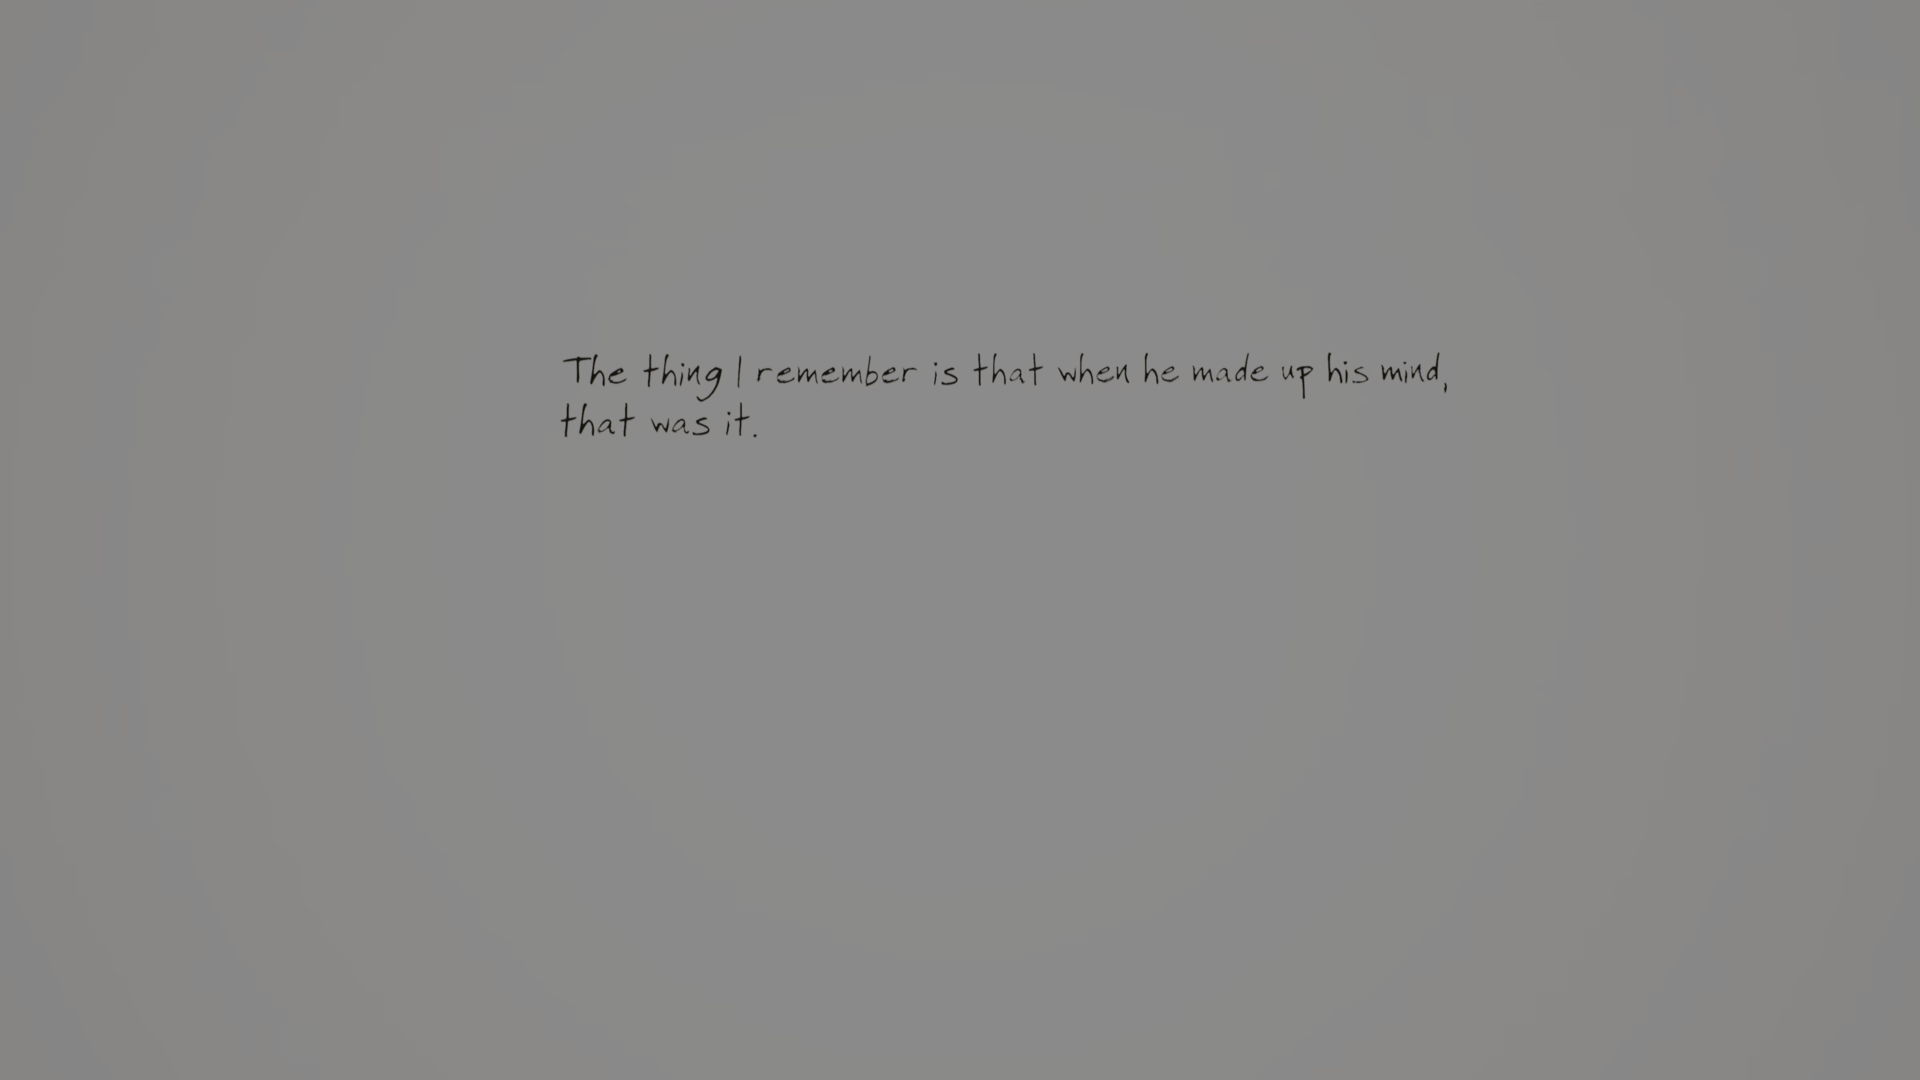 The thing I remember is that when he made up his mind,
that was it.